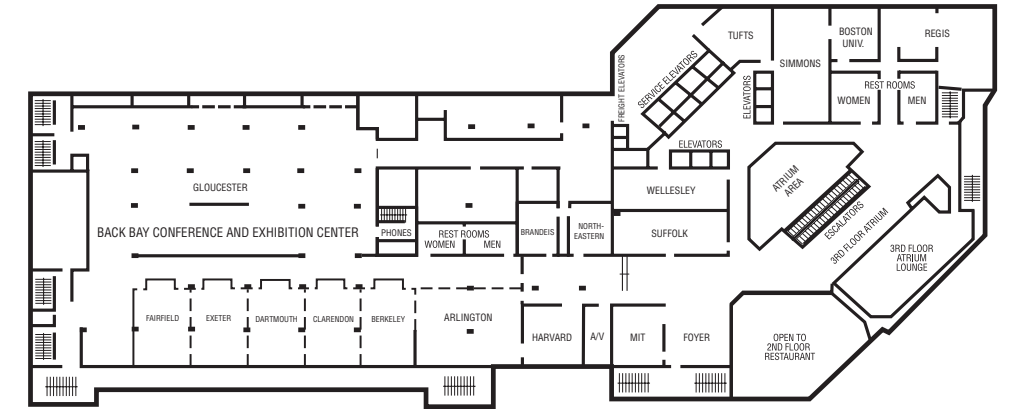 TUFTS
BOSTON
UNIV.
REGIS
SIMMONS
FREIGHT ELEVATORS
SERVICE ELEVATORS
ELEVATORS
REST ROOMS
WOMEN
MEN
ELEVATORS
GLOUCESTER
WELLESLEY
ATRIUM
AREA
ESCALATORS
3RD FLOOR ATRIUM
BACK BAY CONFERENCE AND EXHIBITION CENTER
PHONES
REST ROOMS
WOMEN
MEN
BRANDEIS
NORTH-
EASTERN
SUFFOLK
3RD FLOOR
ATRIUM
LOUNGE
FAIRFIELD
EXETER
DARTMOUTH
CLARENDON
BERKELEY
ARLINGTON
HARVARD
A/V
MIT
FOYER
OPEN TO
2ND FLOOR
RESTAURANT